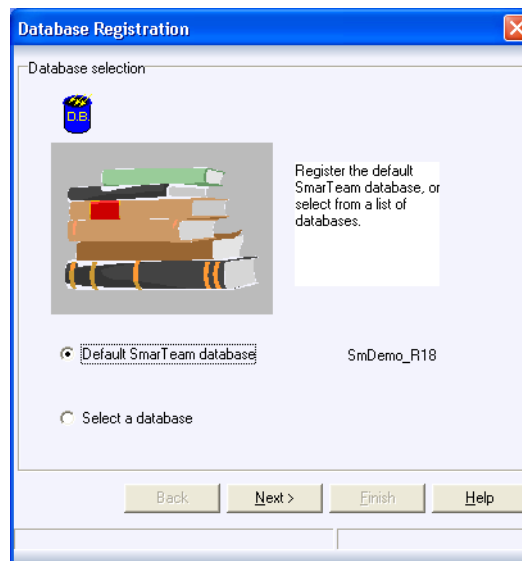 Database Registration
Database selection
D.B.
Register the default
SmarTeam database, or
select from a list of
databases.
Default SmarTeam database
SmDemo_R18
Select a database
Back
Next >
Finish
Help